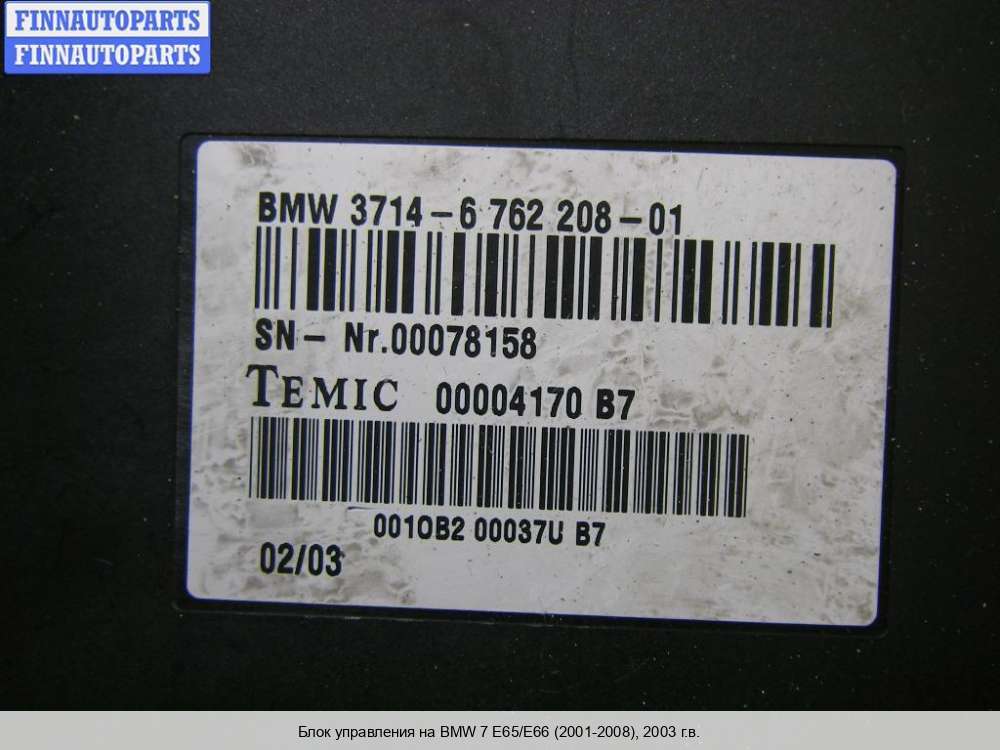 FINNAUTOPARTS
FINNAUTOPARTS
BMW 3714-6 762 208-01
SN- Nr.00078158
TEMIC 00004170 B7
0010B2 00037U B7
02/03
Блок управления на BMW 7 E65/E66 (2001-2008), 2003 г.в.